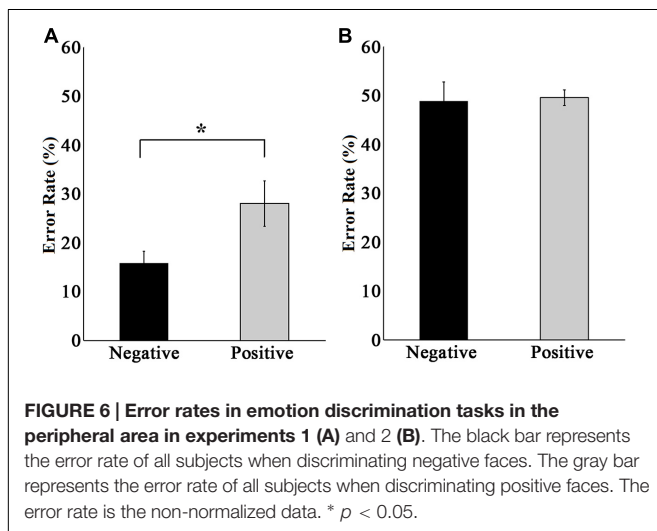 A
B
60
50
40
30
20
10
0
Error Rate (%)
*
Negative Positive
60
50
40
30
20
10
0
Error Rate (%)
Negative Positive
FIGURE 6 | Error rates in emotion discrimination tasks in the
peripheral area in experiments 1 (A) and 2 (B). The black bar represents
the error rate of all subjects when discriminating negative faces. The gray bar
represents the error rate of all subjects when discriminating positive faces. The
error rate is the non-normalized data. * p < 0.05.